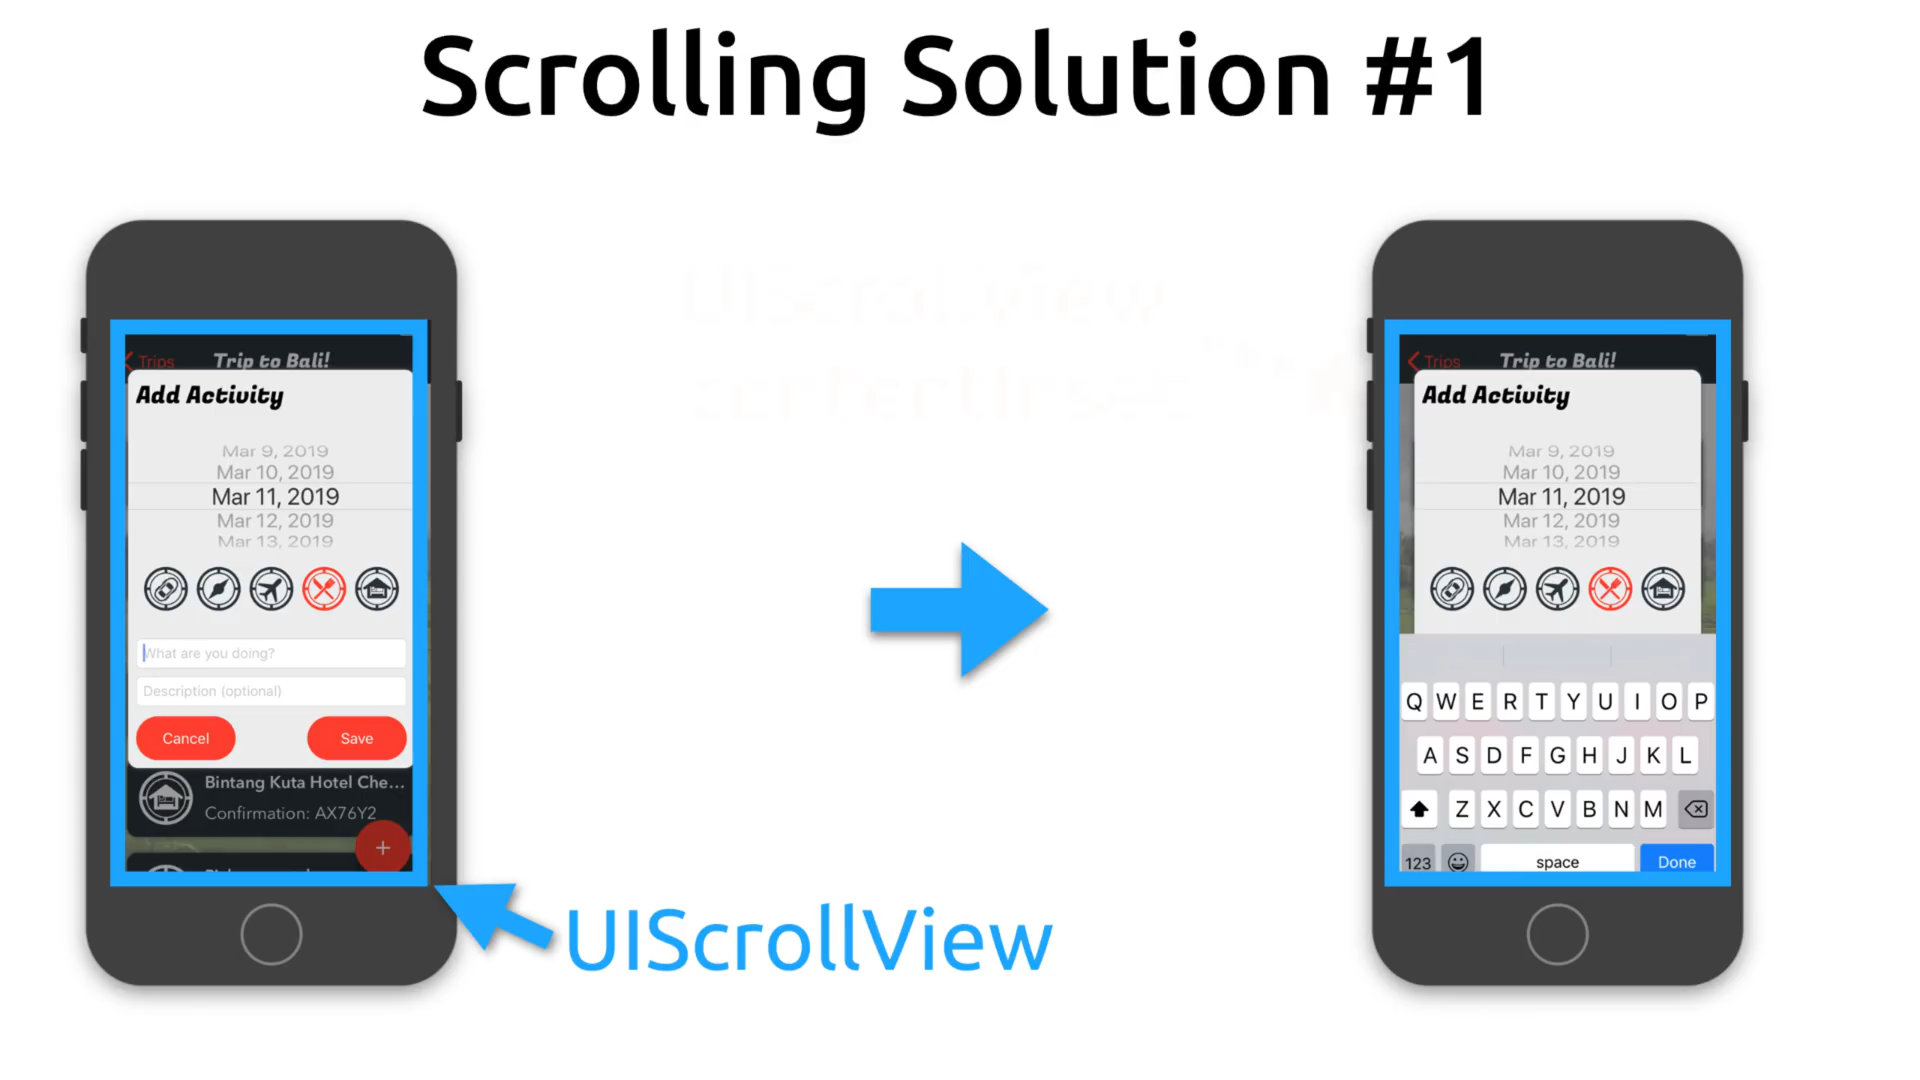 Scrolling Solution #1
Trips
Trip to Bali!
Add Activity
Mar 9, 2019
Mar 10, 2019
Mar 11, 2019
Mar 12, 2019
Mar 13, 2019
What are you doing?
Description (optional)
Cancel
Save
Bintang Kuta Hotel Che...
Confirmation: AX76Y2
+
UIScrollView
UIScrollView
contentInset
Trips
Trip to Bali!
Add Activity
Mar 9, 2019
Mar 10, 2019
Mar 11, 2019
Mar 12, 2019
Mar 13, 2019
Q W E R T Y U I O P
A S D F G H J K L
Z X C V B N M
123
space
Done